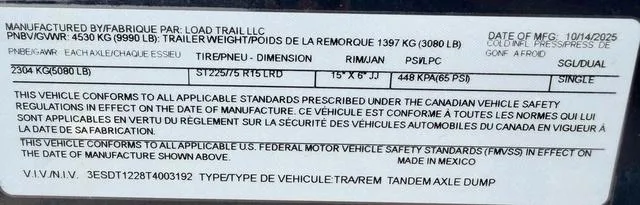 MANUFACTURED BY/FABRIQUE PAR: LOAD TRAIL LLC DATE OF MFG: 10/14/2025
PNBV/GVWR: 4530 KG (9990 LB): TRAILER WEIGHT/POIDS DE LA REMORQUE 1397 KG (3080 LB)
PNBE/GAWR EACH AXLE/CHAQUE ESSIEU TIRE/PNEU - DIMENSION RIM/JAN PSI/LPC COLD INFL PRESS/PRESS DE GONF A FROID SGL/DUAL
2304 KG(5080 LB) ST225/75 R15 LRD 15" X 6" JJ 448 KPA(65 PSI) SINGLE
THIS VEHICLE CONFORMS TO ALL APPLICABLE STANDARDS PRESCRIBED UNDER THE CANADIAN VEHICLE SAFETY
REGULATIONS IN EFFECT ON THE DATE OF MANUFACTURE. CE VÉHICULE EST CONFORME À TOUTES LES NORMES QUI LUI
SONT APPLICABLES EN VERTU DU RÈGLEMENT SUR LA SÉCURITÉ DES VÉHICULES AUTOMOBILES DU CANADA EN VIGUEUR À
LA DATE DE SA FABRICATION.
THIS VEHICLE CONFORMS TO ALL APPLICABLE U.S. FEDERAL MOTOR VEHICLE SAFETY STANDARDS (FMVSS) IN EFFECT ON
THE DATE OF MANUFACTURE SHOWN ABOVE. MADE IN MEXICO
V.I.V./N.I.V. 3ESDT1228T4003192 TYPE/TYPE DE VEHICULE:TRA/REM TANDEM AXLE DUMP